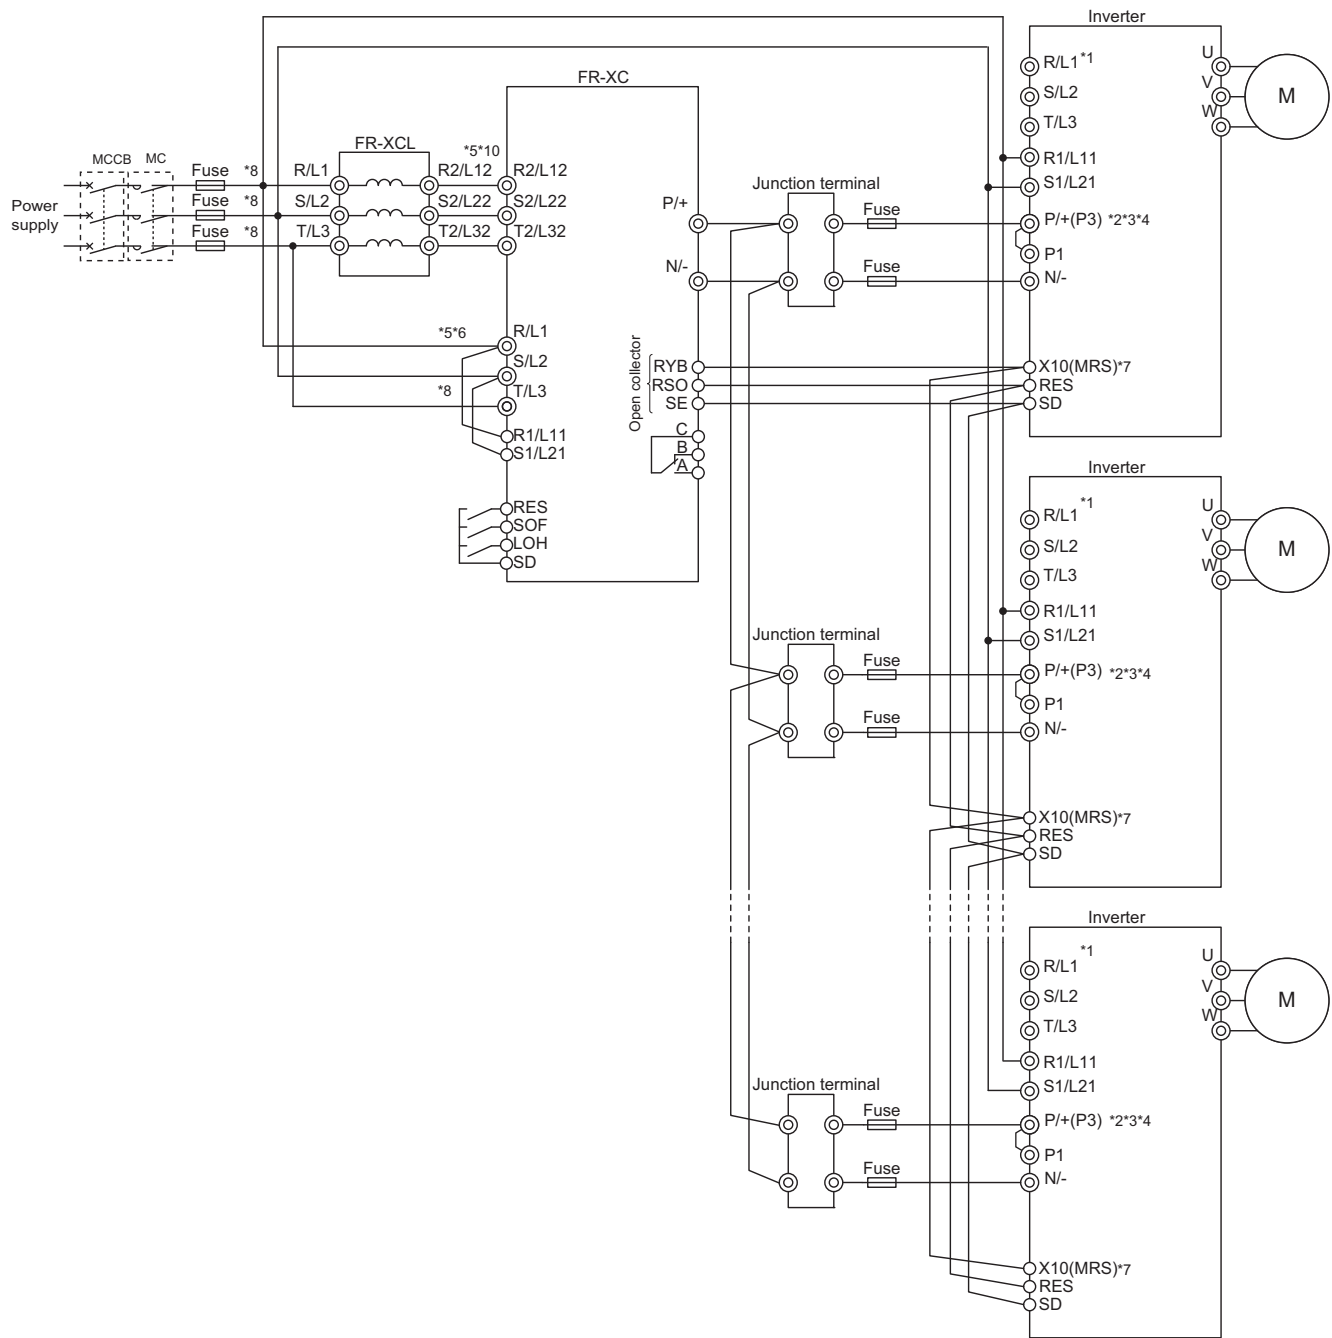 Inverter
R/L1 *1
S/L2
T/L3
R1/L11
S1/L21
P/+(P3) *2*3*4
P1
N/-
X10(MRS)*7
RES
SD
U
V
W
M
FR-XC
FR-XCL
*5*10
MCCB
MC
Fuse
*8
Fuse
*8
Fuse
*8
Power
supply
R/L1
S/L2
T/L3
R2/L12
S2/L22
T2/L32
R2/L12
S2/L22
T2/L32
*5*6
*8
R/L1
S/L2
T/L3
R1/L11
S1/L21
RES
SOF
LOH
SD
P/+
N/-
Open collector
RYB
RSO
SE
C
B
A
Junction terminal
Fuse
Fuse
Inverter
R/L1 *1
S/L2
T/L3
R1/L11
S1/L21
P/+(P3) *2*3*4
P1
N/-
X10(MRS)*7
RES
SD
U
V
W
M
Junction terminal
Fuse
Fuse
Inverter
R/L1 *1
S/L2
T/L3
R1/L11
S1/L21
P/+(P3) *2*3*4
P1
N/-
X10(MRS)*7
RES
SD
U
V
W
M
Junction terminal
Fuse
Fuse